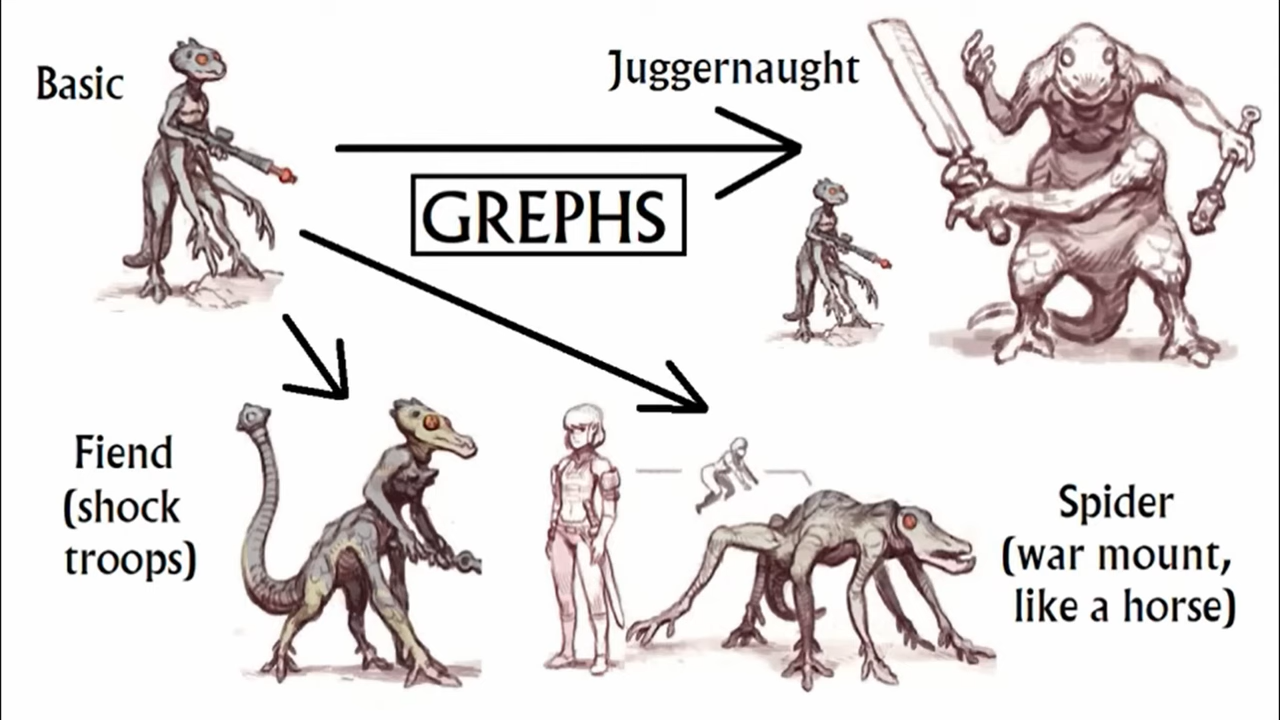 Basic
Juggernaught
GREPHS
Fiend
(shock
troops)
Spider
(war mount,
like a horse)